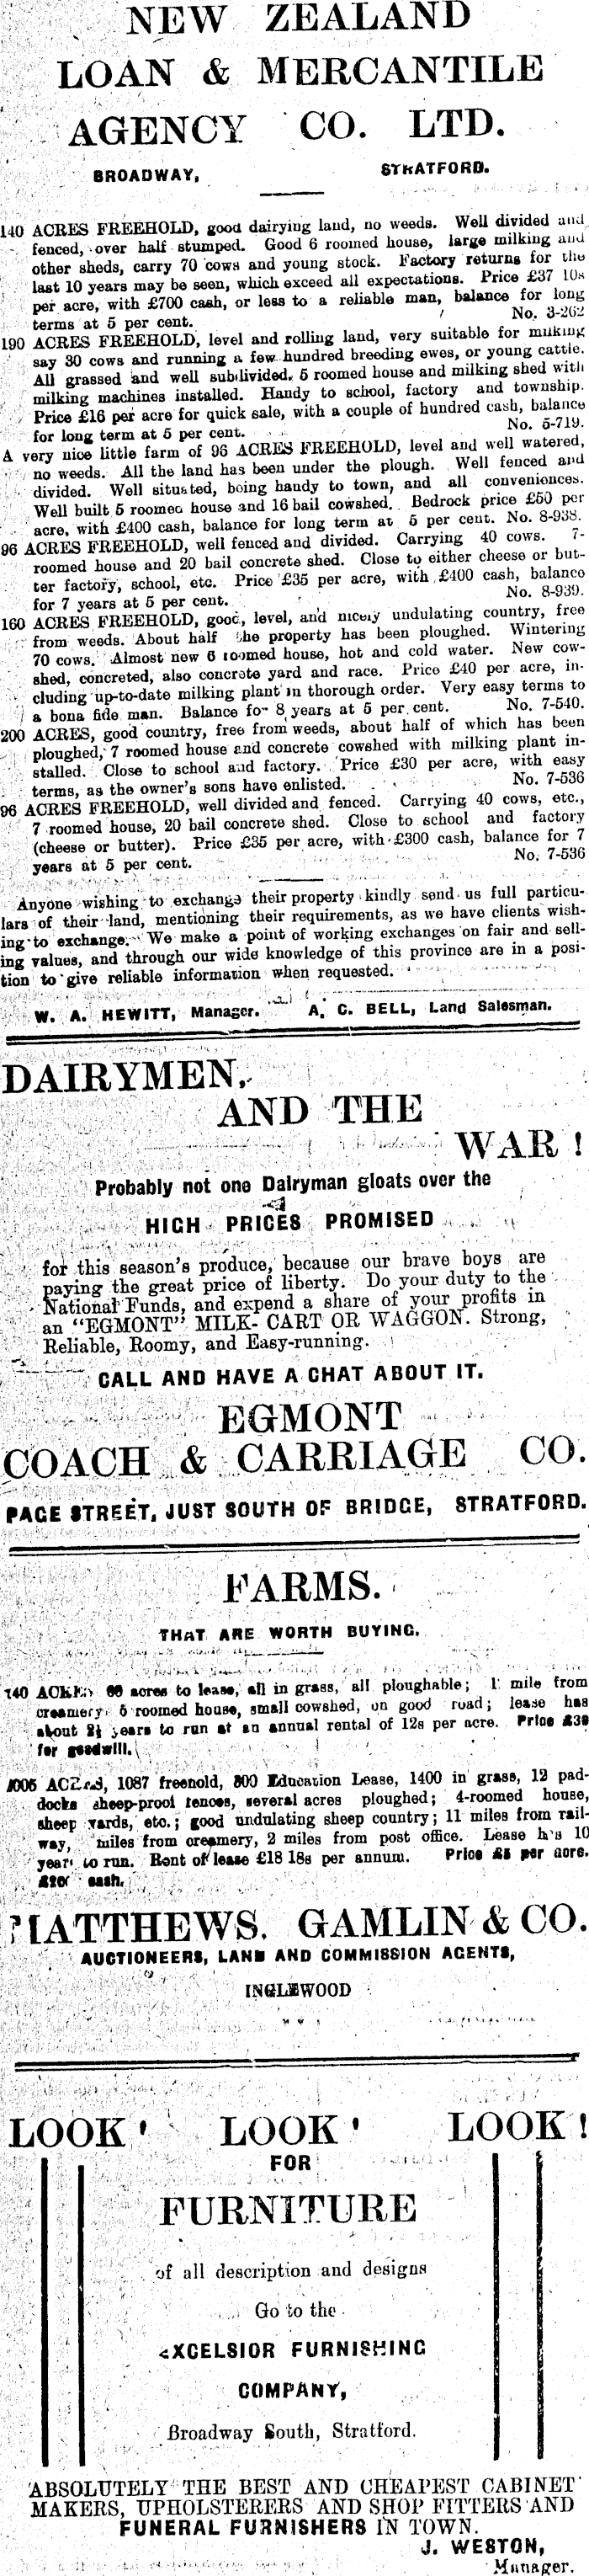 NEW ZEALAND
LOAN & MERCANTILE
AGENCY CO. LTD.
BROADWAY, STRATFORD.
140 ACRES FREEHOLD, good dairying land, no weeds. Well divided and
fenced, over half stumped. Good 6 roomed house, large milking and
other sheds, carry 70 cows and young stock. Factory returns for the
last 10 years may be seen, which exceed all expectations. Price £37 10s
per acre, with £700 cash, or less to a reliable man, balance for long
terms at 5 per cent. No. 3-262
190 ACRES FREEHOLD, level and rolling land, very suitable for milking
say 30 cows and running a few hundred breeding ewes, or young cattle.
All grassed and well subdivided, 5 roomed house and milking shed with
milking machines installed. Handy to school, factory and township.
Price £16 per acre for quick sale, with a couple of hundred cash, balance
for long term at 5 per cent. No. 5-719.
A very nice little farm of 96 ACRES FREEHOLD, level and well watered,
no weeds. All the land has been under the plough. Well fenced and
divided. Well situated, being handy to town, and all conveniences.
Well built 5 roomed house and 16 bail cowshed. Bedrock price £50 per
acre, with £400 cash, balance for long term at 5 per cent. No. 8-938.
96 ACRES FREEHOLD, well fenced and divided. Carrying 40 cows. 7-
roomed house and 20 bail concrete shed. Close to either cheese or but-
ter factory, school, etc. Price £35 per acre, with £400 cash, balance
for 7 years at 5 per cent. No. 8-939.
160 ACRES FREEHOLD, good, level, and nicely undulating country, free
from weeds. About half the property has been ploughed. Wintering
70 cows. Almost new 6 roomed house, hot and cold water. New cow-
shed, concreted, also concrete yard and race. Price £40 per acre, in-
cluding up-to-date milking plant in thorough order. Very easy terms to
a bona fide man. Balance for 8 years at 5 per cent. No. 7-540.
200 ACRES, good country, free from weeds, about half of which has been
ploughed, 7 roomed house and concrete cowshed with milking plant in-
stalled. Close to school and factory. Price £30 per acre, with easy
terms, as the owner's sons have enlisted. No. 7-536
96 ACRES FREEHOLD, well divided and fenced. Carrying 40 cows, etc.,
7 roomed house, 20 bail concrete shed. Close to school and factory
(cheese or butter). Price £35 per acre, with £300 cash, balance for 7
years at 5 per cent. No. 7-536
Anyone wishing to exchange their property kindly send us full particu-
lars of their land, mentioning their requirements, as we have clients wish-
ing to exchange. We make a point of working exchanges on fair and sell-
ing values, and through our wide knowledge of this province are in a posi-
tion to give reliable information when requested.
W. A. HEWITT, Manager. A. C. BELL, Land Salesman.
DAIRYMEN,
AND THE
WAR!
Probably not one Dairyman gloats over the
HIGH PRICES PROMISED
for this season's produce, because our brave boys are
paying the great price of liberty. Do your duty to the
National Funds, and expend a share of your profits in
an "EGMONT" MILK- CART OR WAGGON. Strong,
Reliable, Roomy, and Easy-running.
CALL AND HAVE A CHAT ABOUT IT.
EGMONT
COACH & CARRIAGE CO.
PAGE STREET, JUST SOUTH OF BRIDGE, STRATFORD.
FARMS.
THAT ARE WORTH BUYING.
140 ACRES 66 acres to lease, all in grass, all ploughable; 1 mile from
creamery; 6 roomed house, small cowshed, on good road; lease has
about 8½ years to run at an annual rental of 12s per acre. Price
for goodwill.
ACRES, 1087 freehold, 800 Education Lease, 1400 in grass, 12 pad-
docks sheep-proof fences, several acres ploughed; 4-roomed house,
sheep yards, etc.; good undulating sheep country; 11 miles from rail-
way, miles from creamery, 2 miles from post office. Lease has 10
years to run. Rent of lease £18 18s per annum. Price £5 per acre.
cash.
MATTHEWS, GAMLIN & CO.
AUCTIONEERS, LAND AND COMMISSION AGENTS,
INGLEWOOD
LOOK! LOOK! LOOK!
FOR
FURNITURE
of all description and designs
Go to the
EXCELSIOR FURNISHING
COMPANY,
Broadway South, Stratford.
ABSOLUTELY THE BEST AND CHEAPEST CABINET
MAKERS, UPHOLSTERERS AND SHOP FITTERS AND
FUNERAL FURNISHERS IN TOWN.
J. WESTON,
Manager.